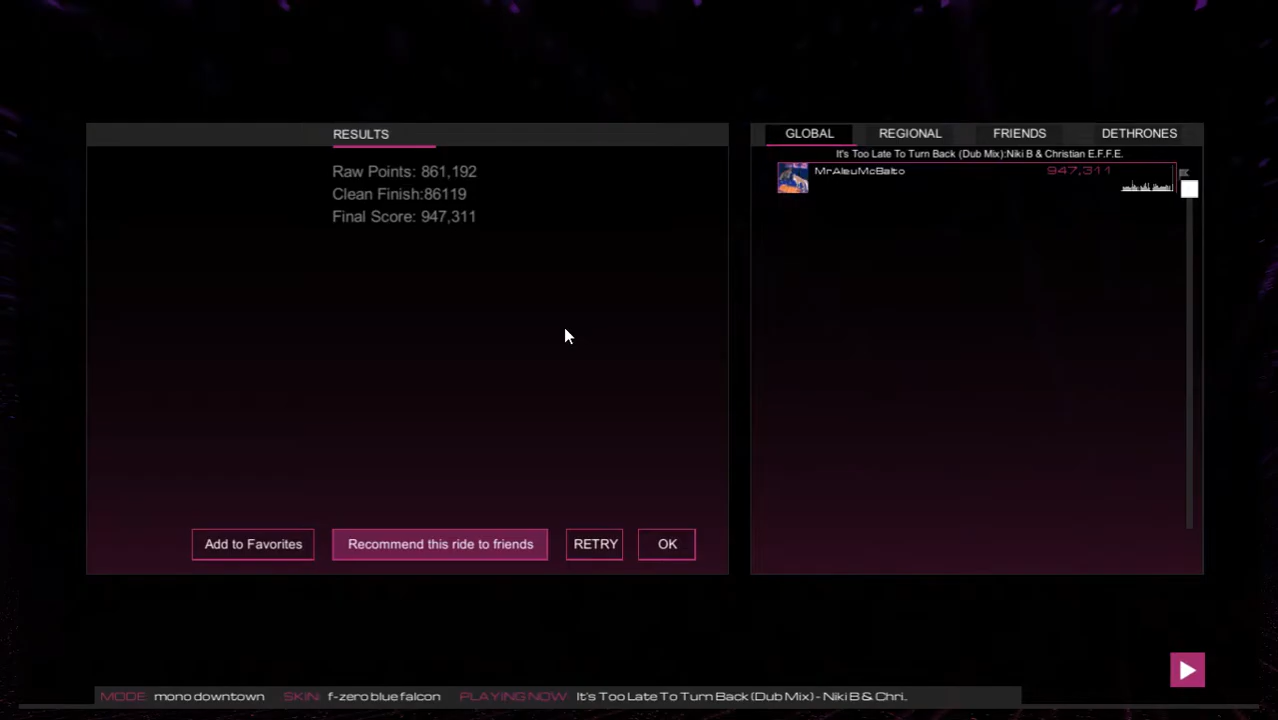 RESULTS
Raw Points: 861,192
Clean Finish:86119
Final Score: 947,311
Add to Favorites
Recommend this ride to friends
RETRY
OK
GLOBAL REGIONAL FRIENDS DETHRONES
It's Too Late To Turn Back (Dub Mix):Niki B & Christian E.F.F.E.
MrAleuMcBalto 947,311
MODE: mono downtown SKIN: f-zero blue falcon PLAYING NOW: It's Too Late To Turn Back (Dub Mix) - Niki B & Chri..